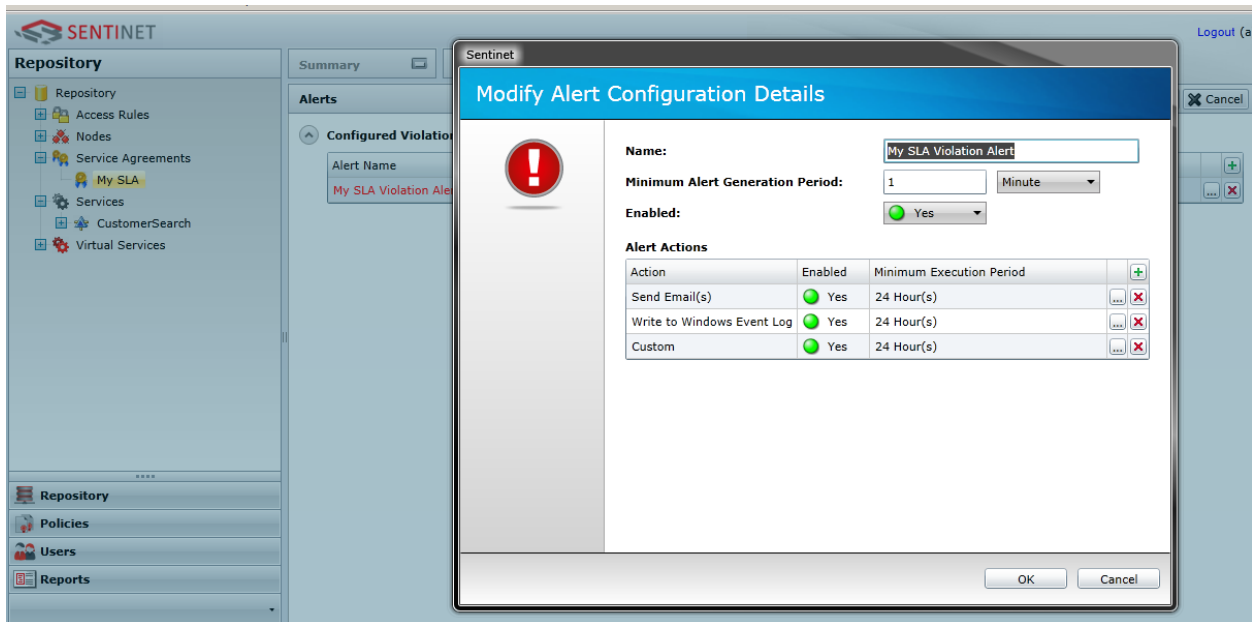 SENTINET
Logout (a
Repository
Repository
Access Rules
Nodes
Service Agreements
My SLA
Services
CustomerSearch
Virtual Services
Repository
Policies
Users
Reports
Summary
Alerts
Cancel
Configured Violation
Alert Name
My SLA Violation Ale
...
Sentinet
Modify Alert Configuration Details
Name: My SLA Violation Alert
Minimum Alert Generation Period: 1 Minute
Enabled: Yes
Alert Actions
Action Enabled Minimum Execution Period
Send Email(s) Yes 24 Hour(s) ...
Write to Windows Event Log Yes 24 Hour(s) ...
Custom Yes 24 Hour(s) ...
OK Cancel